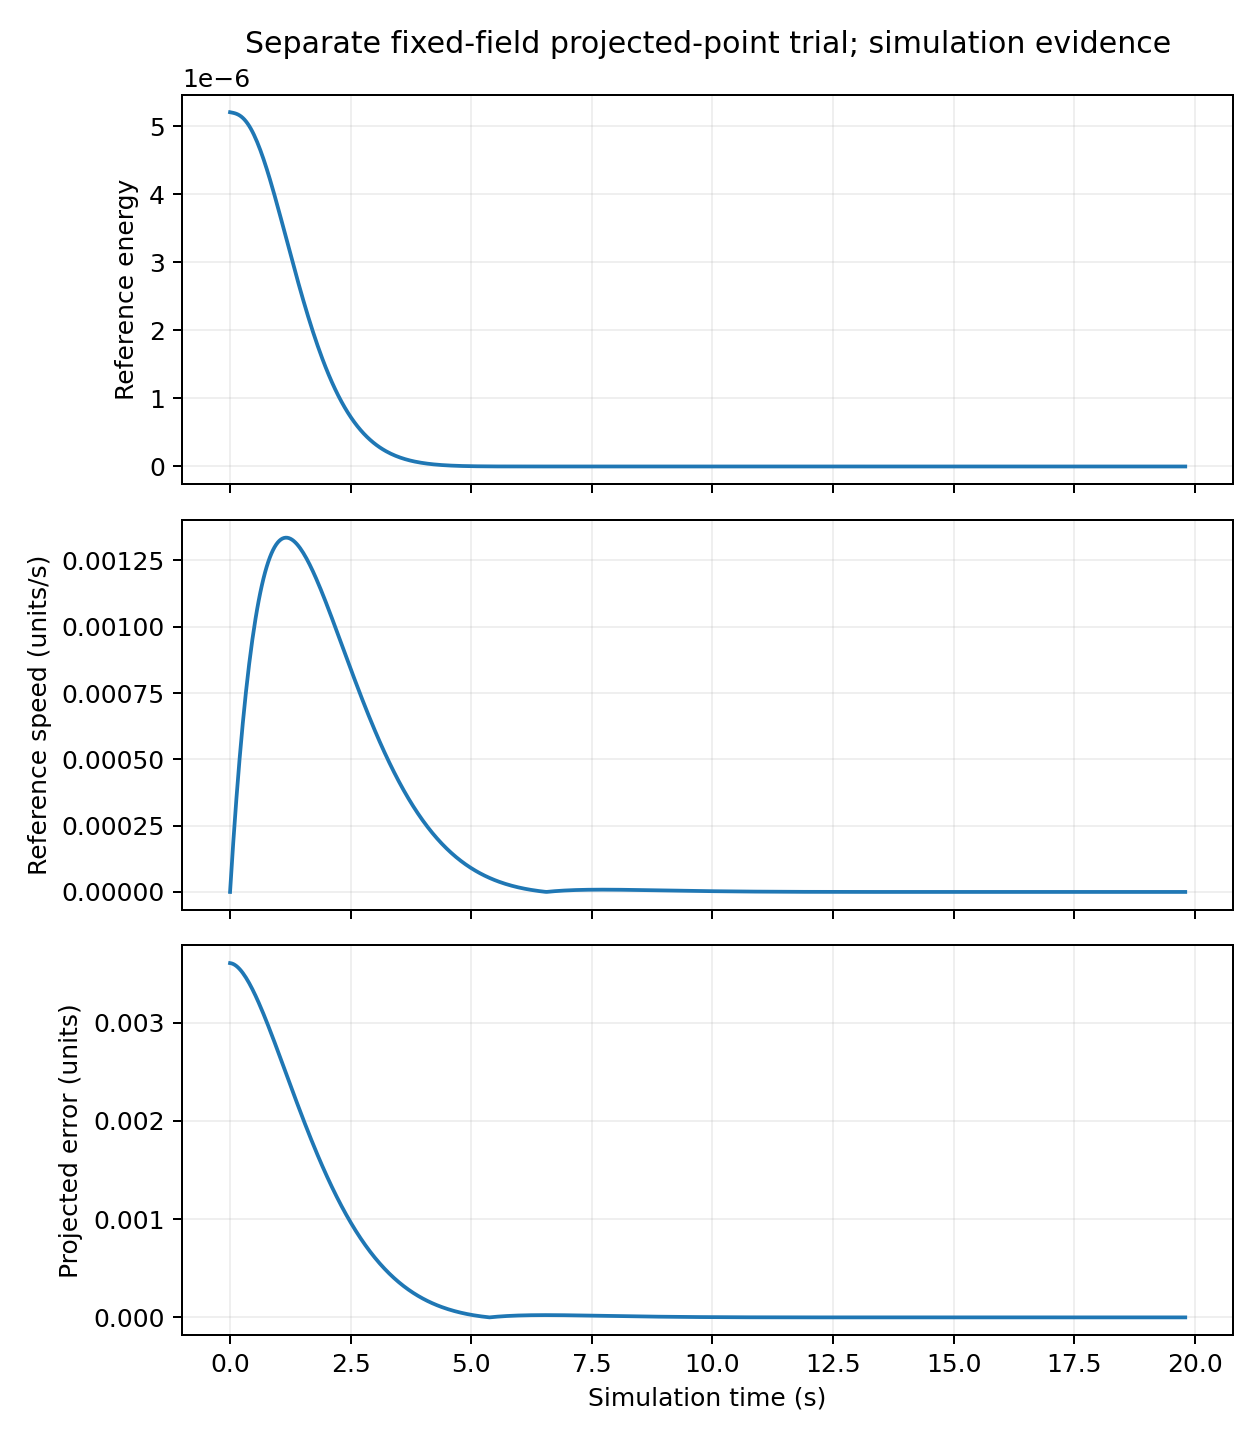 Separate fixed-field projected-point trial; simulation evidence
1e−6
5
4
3
2
1
0
Reference energy
0.00125
0.00100
0.00075
0.00050
0.00025
0.00000
Reference speed (units/s)
0.003
0.002
0.001
0.000
Projected error (units)
0.0 2.5 5.0 7.5 10.0 12.5 15.0 17.5 20.0
Simulation time (s)